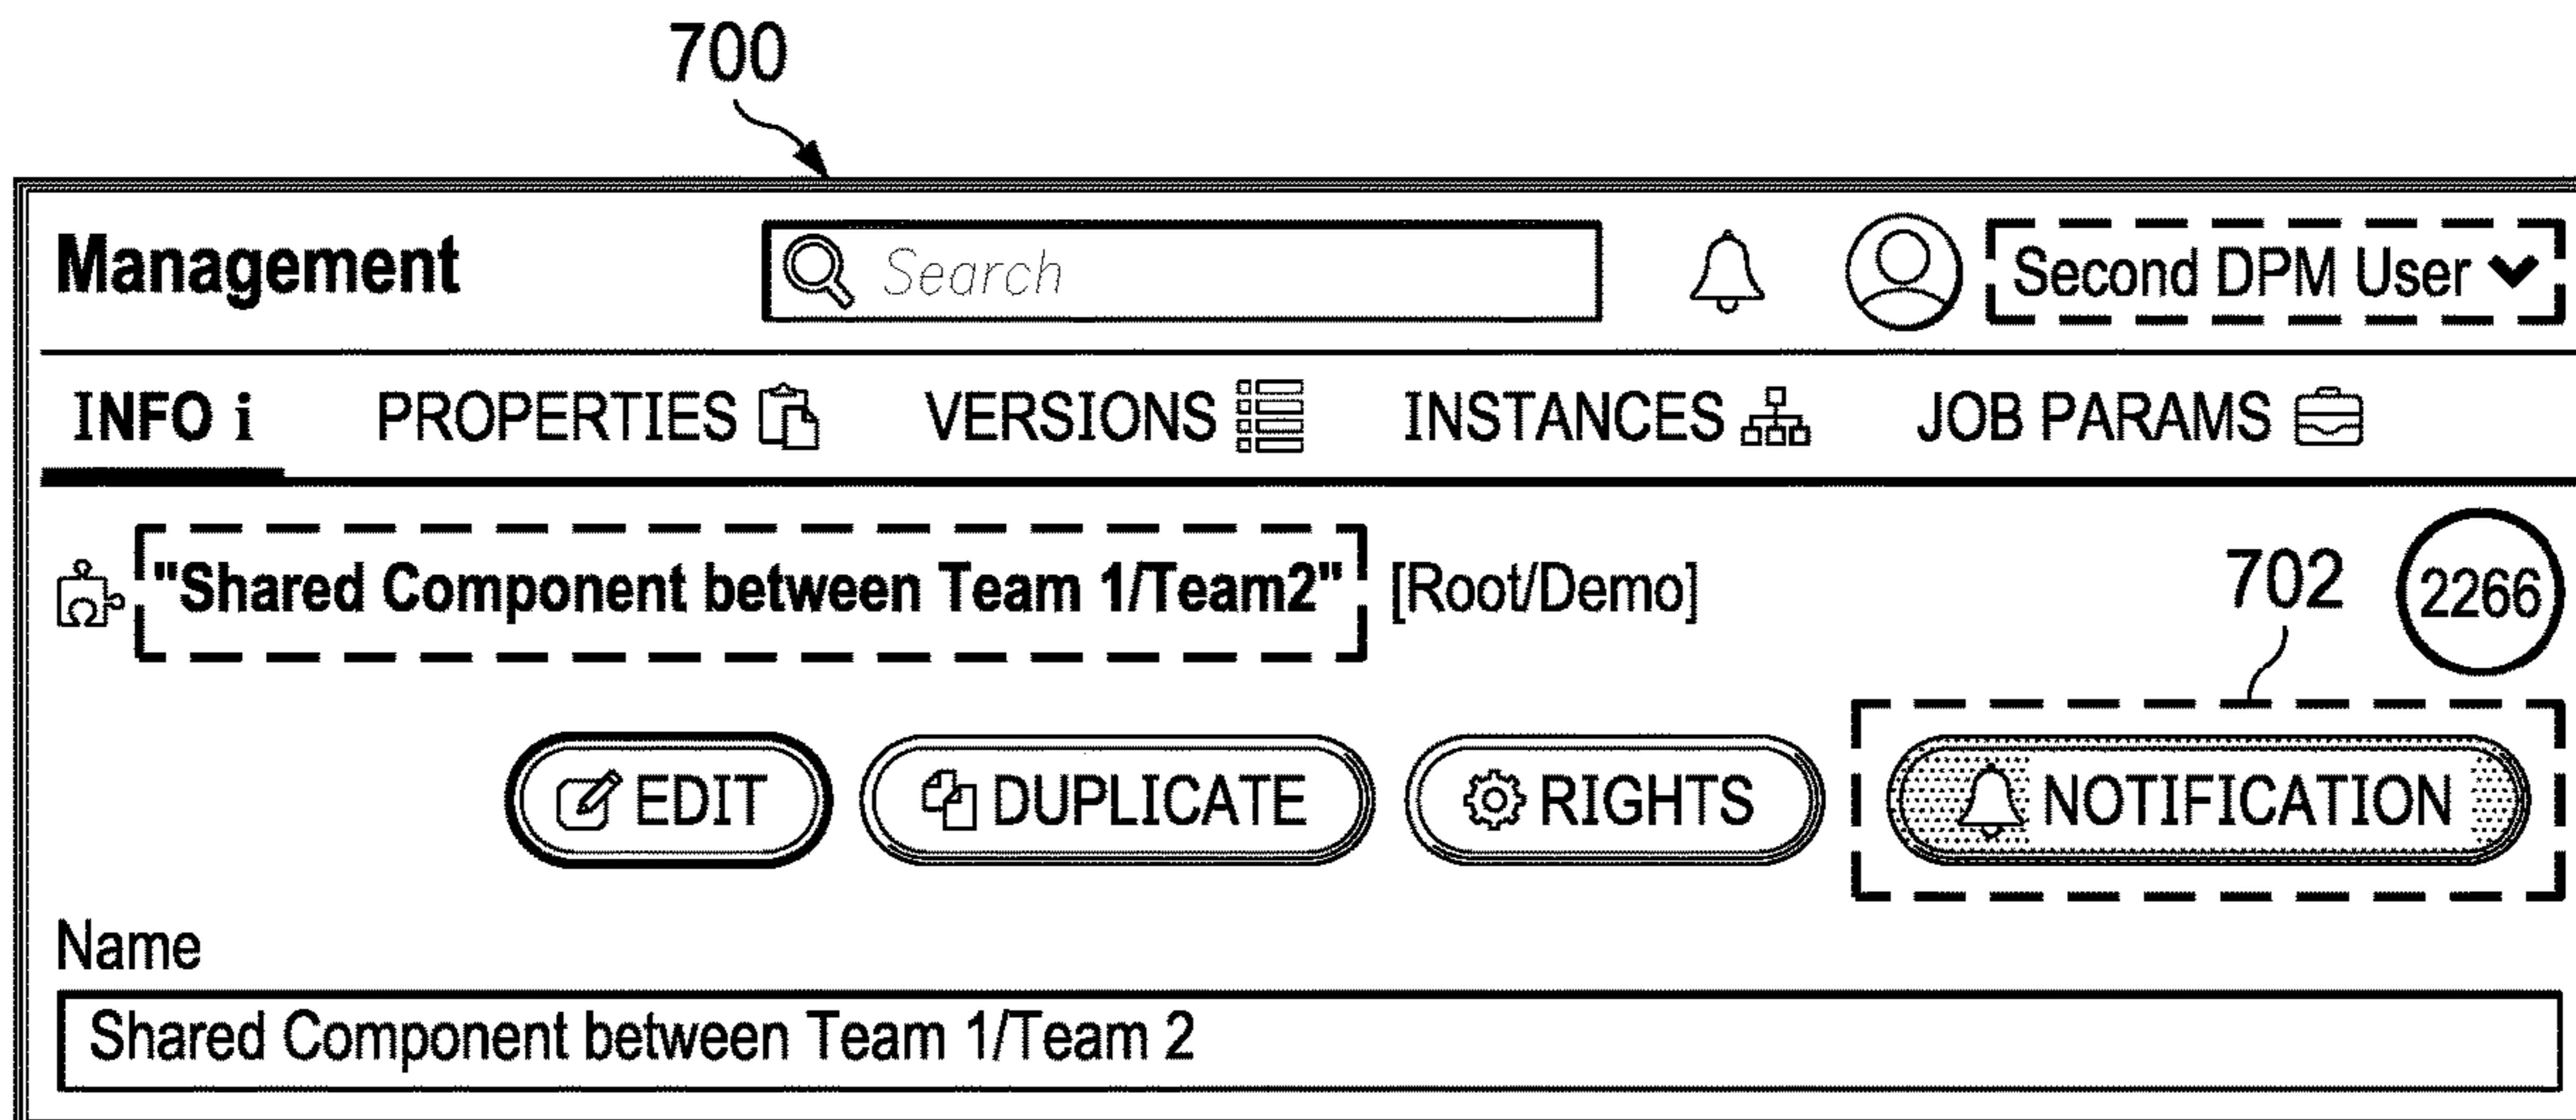 700
Management Search Second DPM User
INFO i PROPERTIES VERSIONS INSTANCES JOB PARAMS
"Shared Component between Team 1/Team2" [Root/Demo] 702 2266
EDIT DUPLICATE RIGHTS NOTIFICATION
Name
Shared Component between Team 1/Team 2